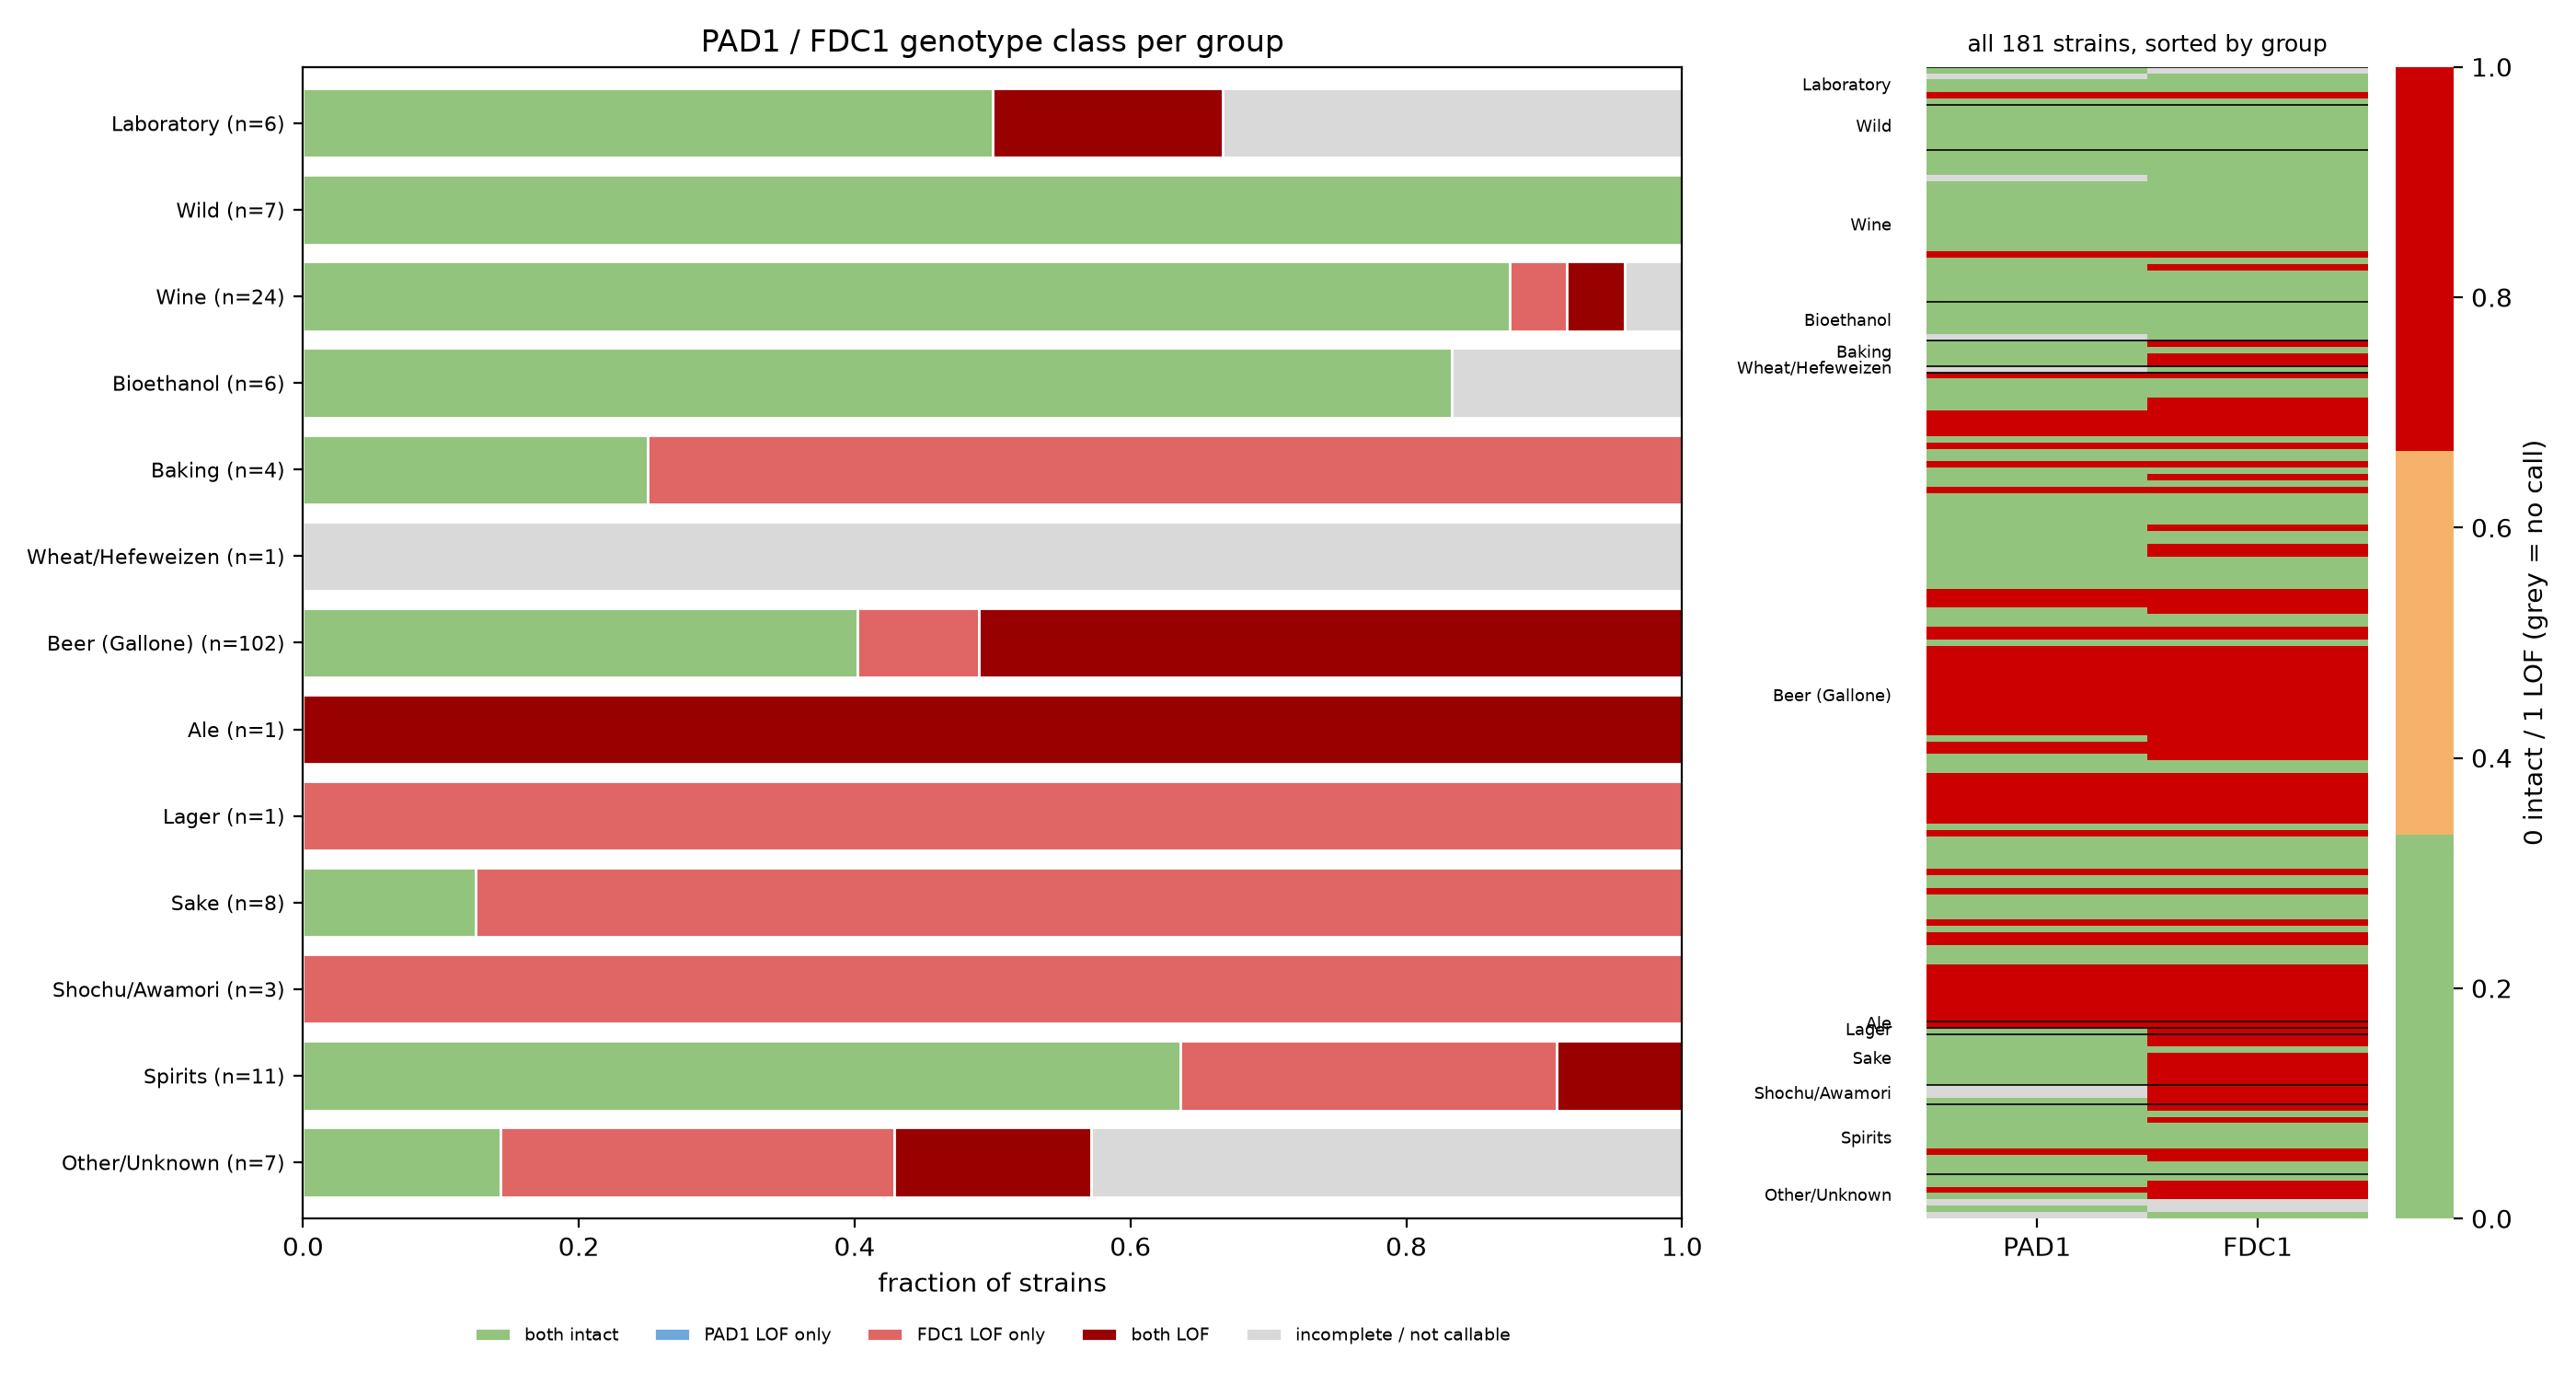 PAD1 / FDC1 genotype class per group
Laboratory (n=6)
Wild (n=7)
Wine (n=24)
Bioethanol (n=6)
Baking (n=4)
Wheat/Hefeweizen (n=1)
Beer (Gallone) (n=102)
Ale (n=1)
Lager (n=1)
Sake (n=8)
Shochu/Awamori (n=3)
Spirits (n=11)
Other/Unknown (n=7)
0.0 0.2 0.4 0.6 0.8 1.0
fraction of strains
both intact PAD1 LOF only FDC1 LOF only both LOF incomplete / not callable
all 181 strains, sorted by group
Laboratory
Wild
Wine
Bioethanol
Baking
Wheat/Hefeweizen
Beer (Gallone)
Ale
Lager
Sake
Shochu/Awamori
Spirits
Other/Unknown
PAD1 FDC1
1.0
0.8
0.6
0.4
0.2
0.0
0 intact / 1 LOF (grey = no call)